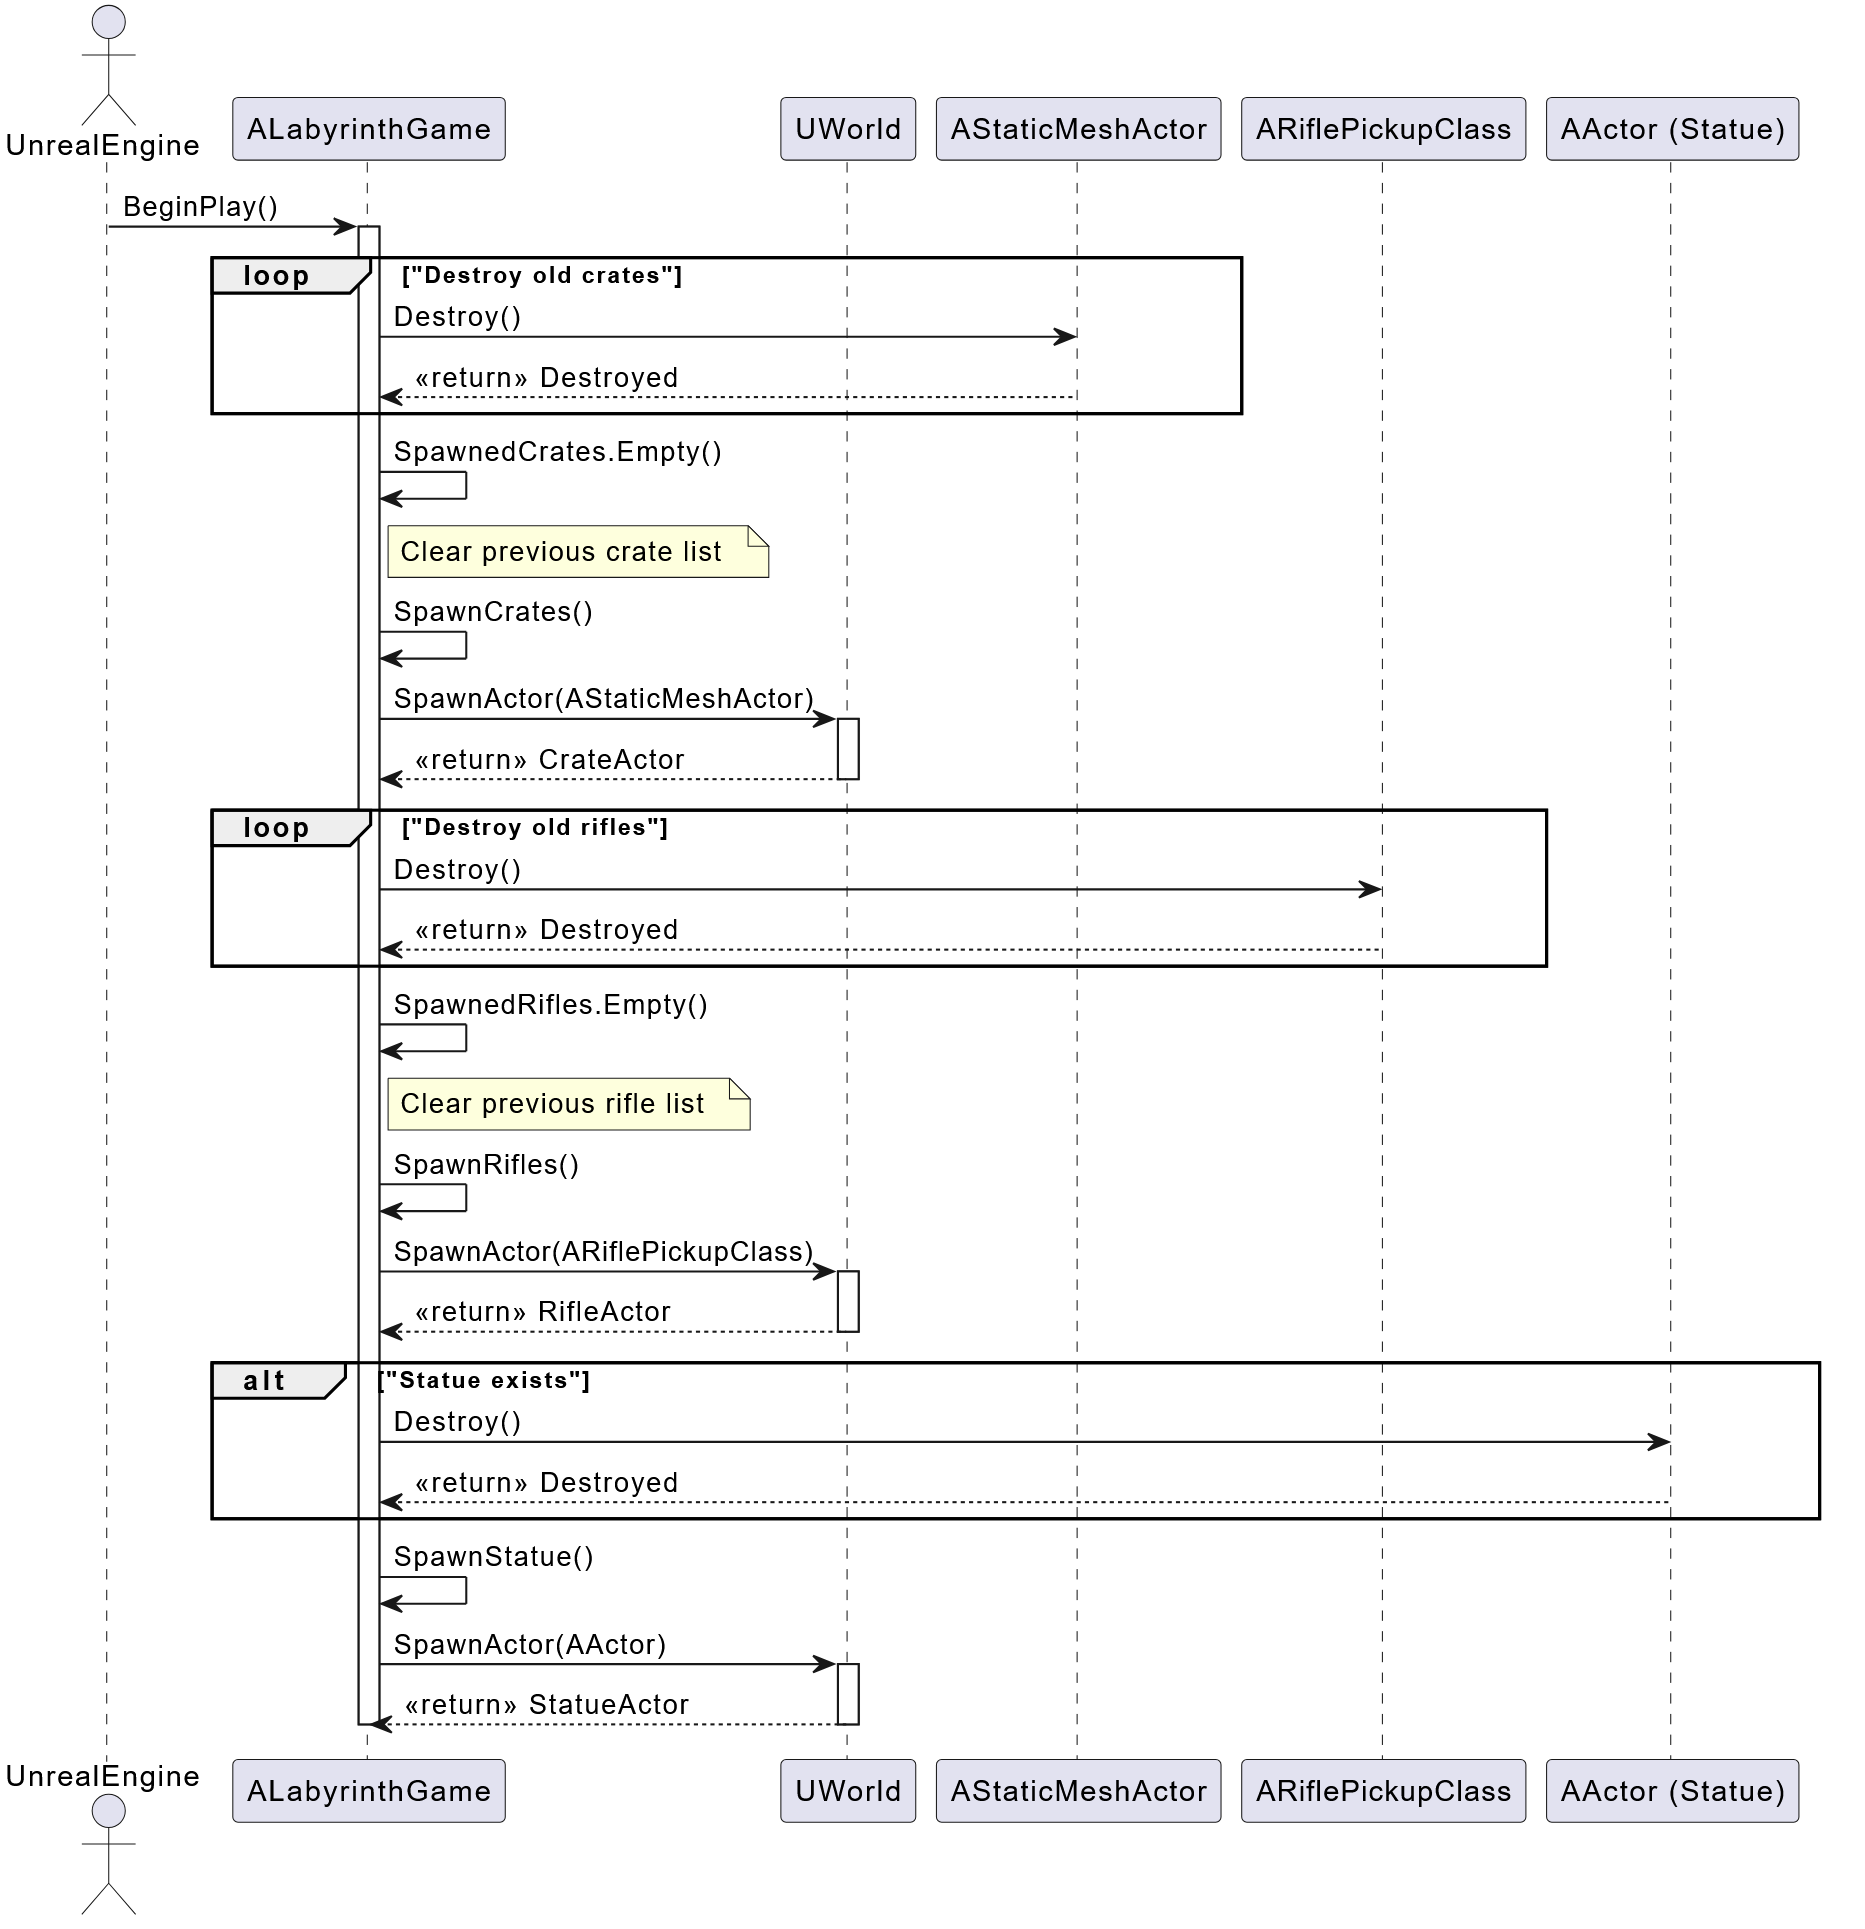 UnrealEngine
ALabyrinthGame
UWorld
AStaticMeshActor
ARiflePickupClass
AActor (Statue)
BeginPlay()
loop
["Destroy old crates"]
Destroy()
«return» Destroyed
SpawnedCrates.Empty()
Clear previous crate list
SpawnCrates()
SpawnActor(AStaticMeshActor)
«return» CrateActor
loop
["Destroy old rifles"]
Destroy()
«return» Destroyed
SpawnedRifles.Empty()
Clear previous rifle list
SpawnRifles()
SpawnActor(ARiflePickupClass)
«return» RifleActor
alt
["Statue exists"]
Destroy()
«return» Destroyed
SpawnStatue()
SpawnActor(AActor)
«return» StatueActor
UnrealEngine
ALabyrinthGame
UWorld
AStaticMeshActor
ARiflePickupClass
AActor (Statue)